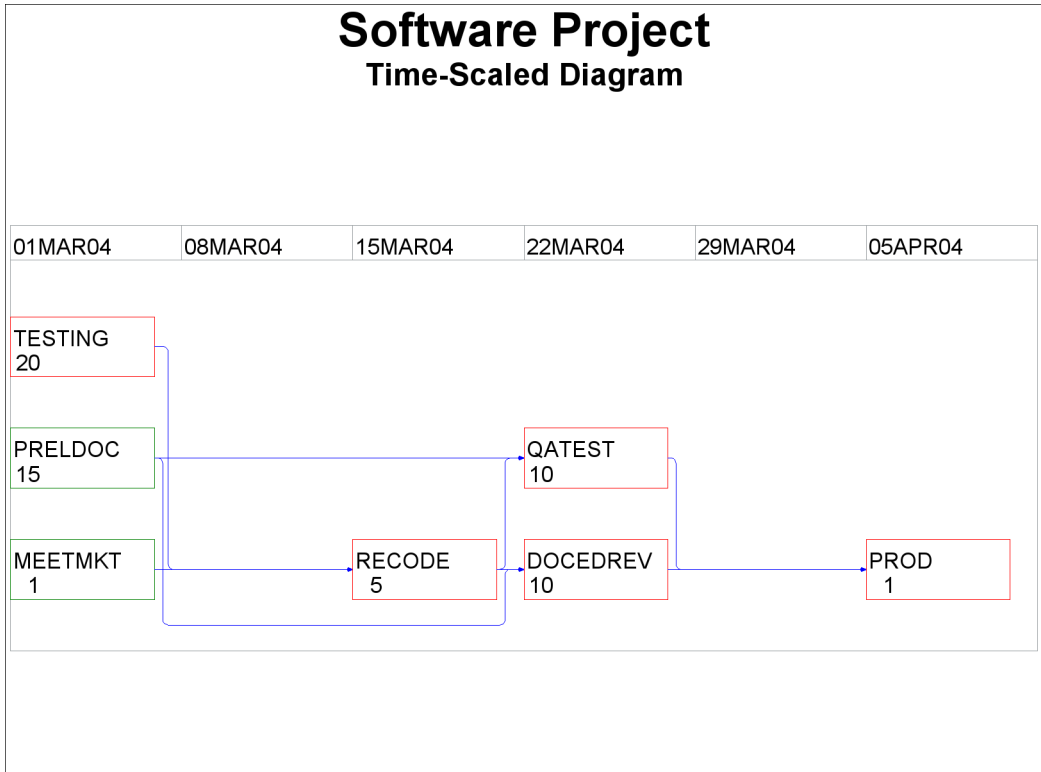 Software Project
Time-Scaled Diagram
01MAR04 08MAR04 15MAR04 22MAR04 29MAR04 05APR04
TESTING
20
PRELDOC
15
QATEST
10
MEETMKT
1
RECODE
5
DOCEDREV
10
PROD
1